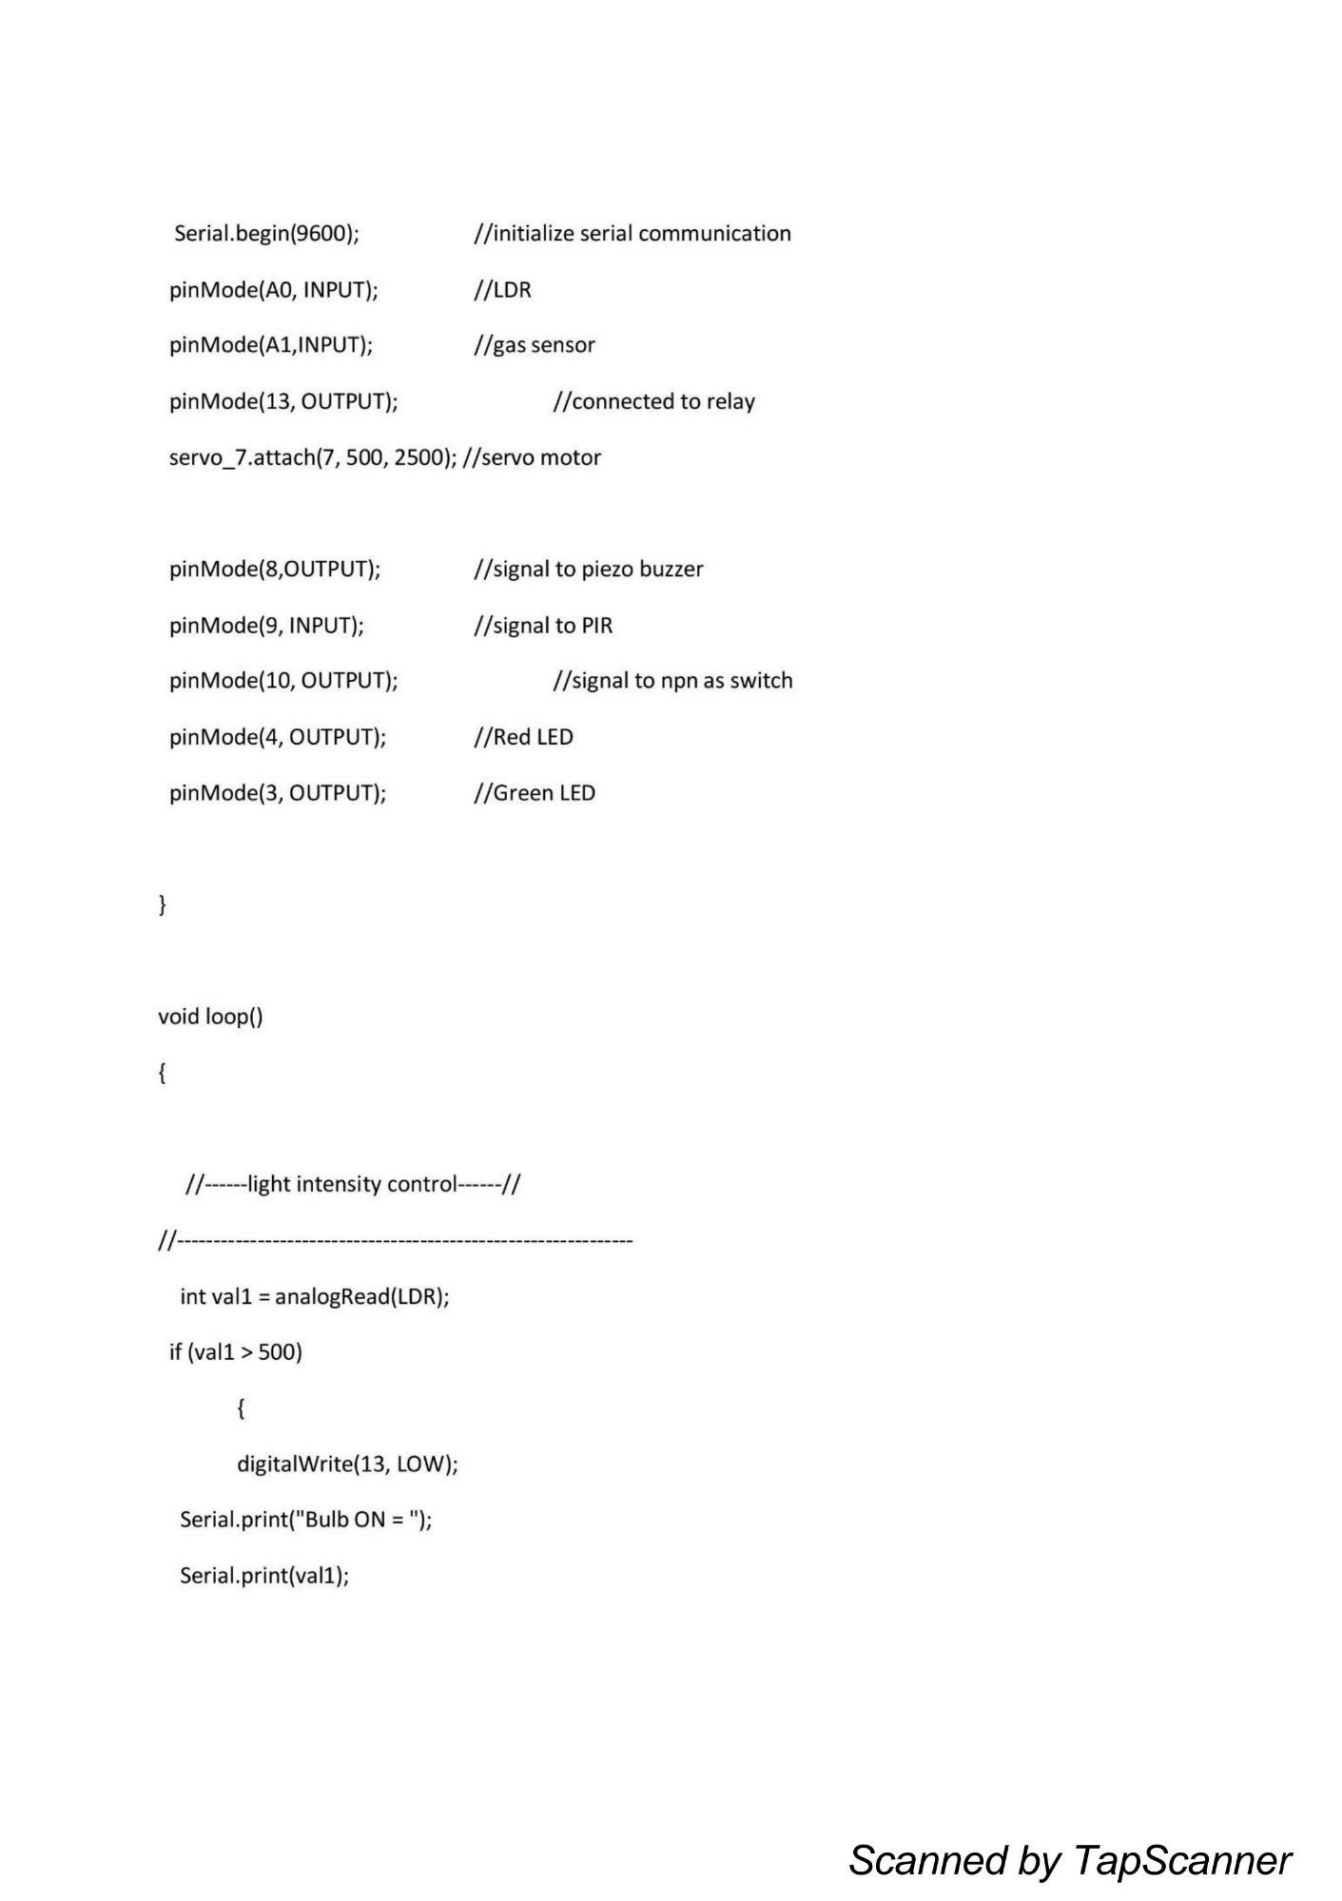 Serial.begin(9600); //initialize serial communication
pinMode(A0, INPUT); //LDR
pinMode(A1,INPUT); //gas sensor
pinMode(13, OUTPUT); //connected to relay
servo_7.attach(7, 500, 2500); //servo motor
pinMode(8,OUTPUT); //signal to piezo buzzer
pinMode(9, INPUT); //signal to PIR
pinMode(10, OUTPUT); //signal to npn as switch
pinMode(4, OUTPUT); //Red LED
pinMode(3, OUTPUT); //Green LED
}
void loop()
{
//------light intensity control------//
//--------------------------------------------------------------
int val1 = analogRead(LDR);
if (val1 > 500)
{
digitalWrite(13, LOW);
Serial.print("Bulb ON = ");
Serial.print(val1);
Scanned by TapScanner